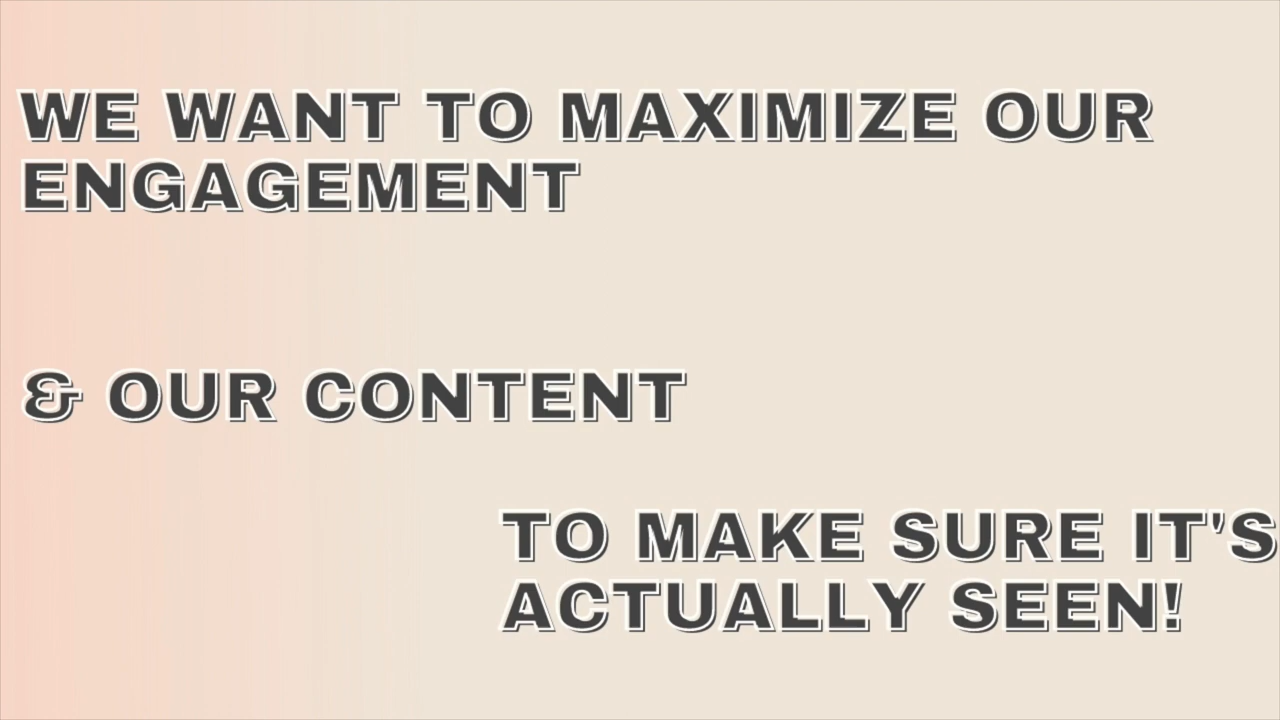 WE WANT TO MAXIMIZE OUR
ENGAGEMENT
& OUR CONTENT
TO MAKE SURE IT'S
ACTUALLY SEEN!